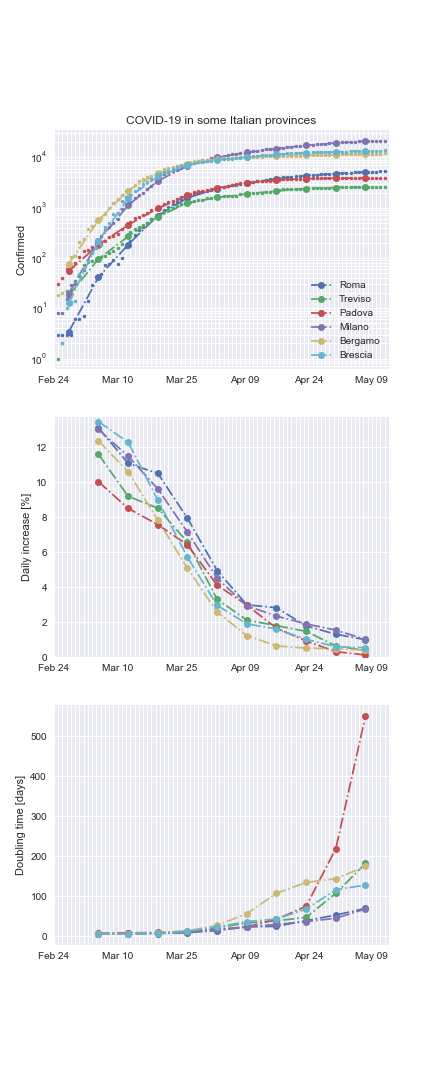 COVID-19 in some Italian provinces
Confirmed
10^4
10^3
10^2
10^1
10^0
Roma
Treviso
Padova
Milano
Bergamo
Brescia
Feb 24 Mar 10 Mar 25 Apr 09 Apr 24 May 09
Daily increase [%]
12
10
8
6
4
2
0
Feb 24 Mar 10 Mar 25 Apr 09 Apr 24 May 09
Doubling time [days]
500
400
300
200
100
0
Feb 24 Mar 10 Mar 25 Apr 09 Apr 24 May 09